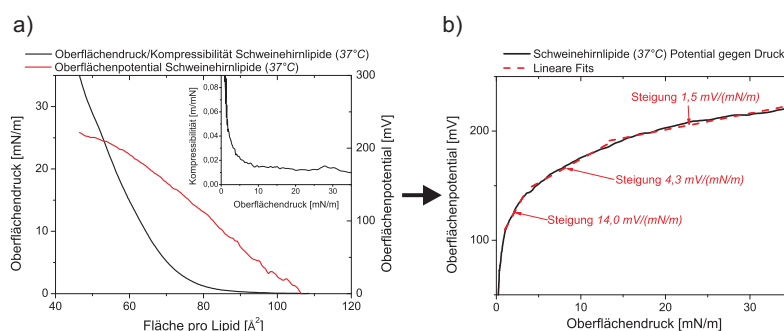 a)
Oberflächendruck/Kompressibilität Schweinehirnlipide (37°C)
Oberflächenpotential Schweinehirnlipide (37°C)
Oberflächendruck [mN/m]
30
20
10
0
40
60
80
100
120
Fläche pro Lipid [Å²]
300
200
100
0
Oberflächenpotential [mV]
Kompressibilität [m/mN]
0,08
0,06
0,04
0,02
0,00
0
10
20
30
Oberflächendruck [mN/m]
b)
Schweinehirnlipide (37°C) Potential gegen Druck
Lineare Fits
Steigung 1,5 mV/(mN/m)
Steigung 4,3 mV/(mN/m)
Steigung 14,0 mV/(mN/m)
Oberflächenpotential [mV]
200
100
0
10
20
30
Oberflächendruck [mN/m]